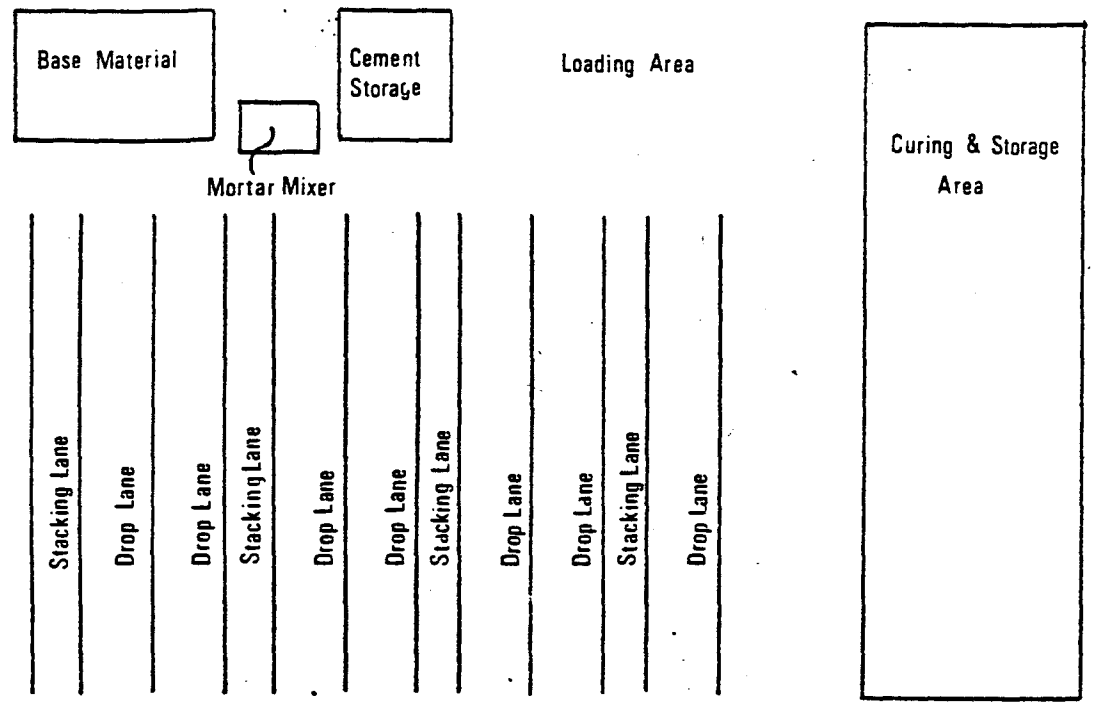 Base Material
Cement
Storage
Loading Area
Curing & Storage
Area
Mortar Mixer
Stacking Lane
Drop Lane
Drop Lane
Stacking Lane
Drop Lane
Drop Lane
Stacking Lane
Drop Lane
Drop Lane
Stacking Lane
Drop Lane